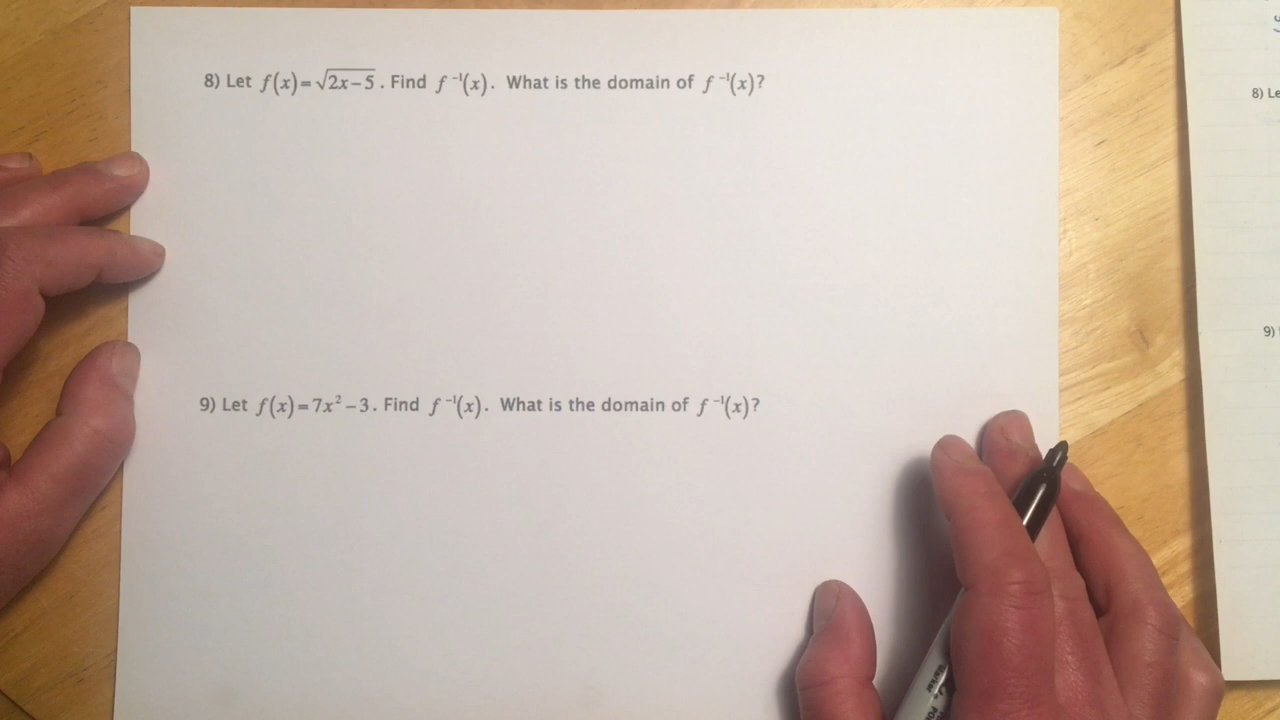 8) Let f(x)=√2x−5. Find f⁻¹(x). What is the domain of f⁻¹(x)?
8) Le
9) Let f(x)=7x²−3. Find f⁻¹(x). What is the domain of f⁻¹(x)?
9)